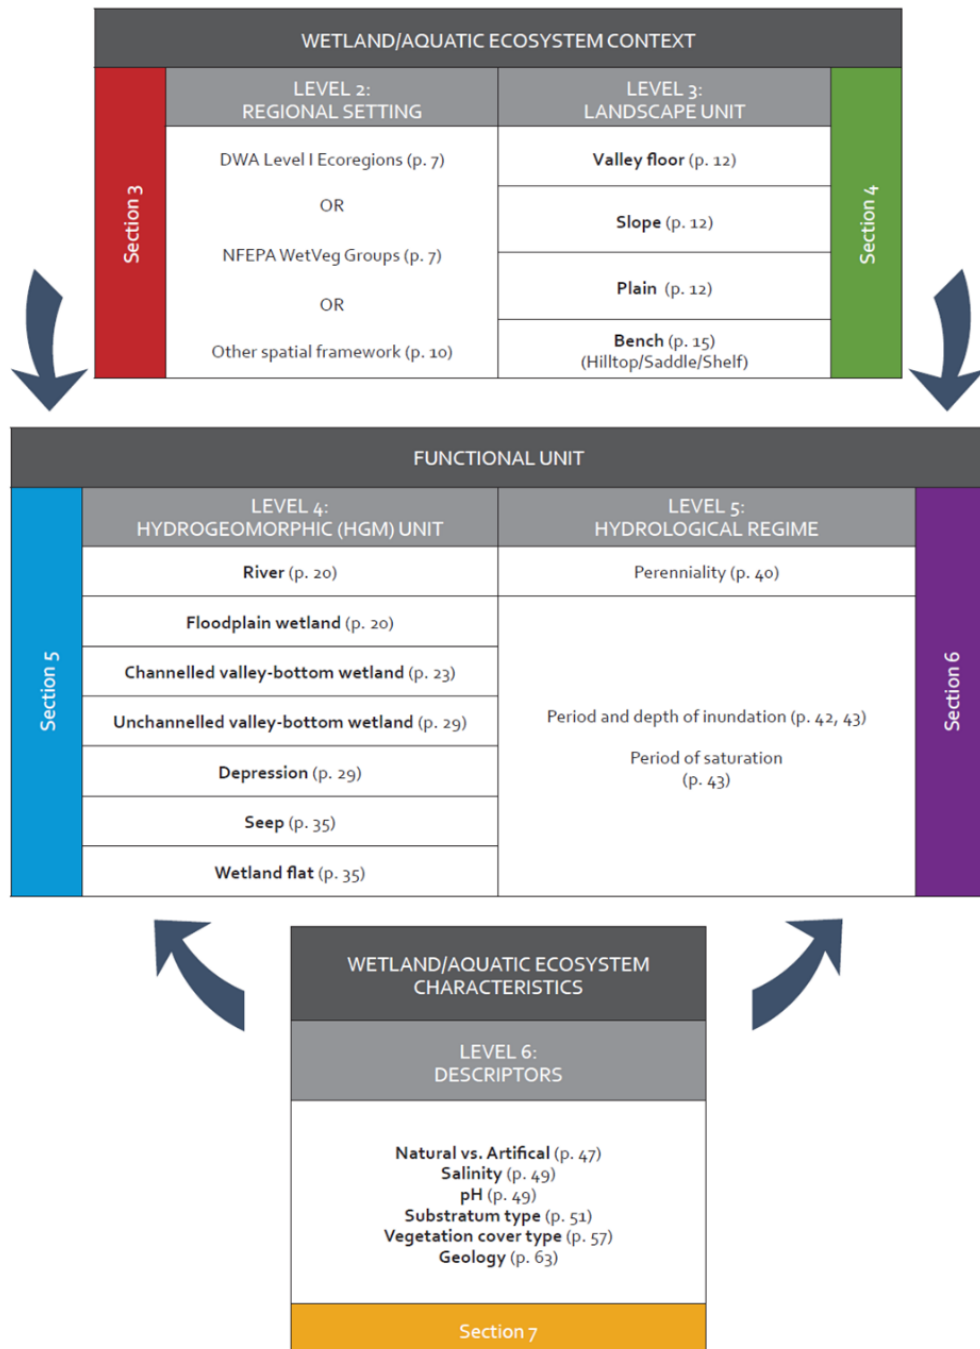 WETLAND/AQUATIC ECOSYSTEM CONTEXT
Section 3
LEVEL 2:
REGIONAL SETTING
DWA Level I Ecoregions (p. 7)
OR
NFEPA WetVeg Groups (p. 7)
OR
Other spatial framework (p. 10)
LEVEL 3:
LANDSCAPE UNIT
Valley floor (p. 12)
Slope (p. 12)
Plain (p. 12)
Bench (p. 15)
(Hilltop/Saddle/Shelf)
Section 4
FUNCTIONAL UNIT
Section 5
LEVEL 4:
HYDROGEOMORPHIC (HGM) UNIT
River (p. 20)
Floodplain wetland (p. 20)
Channelled valley-bottom wetland (p. 23)
Unchannelled valley-bottom wetland (p. 29)
Depression (p. 29)
Seep (p. 35)
Wetland flat (p. 35)
LEVEL 5:
HYDROLOGICAL REGIME
Perenniality (p. 40)
Period and depth of inundation (p. 42, 43)
Period of saturation
(p. 43)
Section 6
WETLAND/AQUATIC ECOSYSTEM
CHARACTERISTICS
LEVEL 6:
DESCRIPTORS
Natural vs. Artifical (p. 47)
Salinity (p. 49)
pH (p. 49)
Substratum type (p. 51)
Vegetation cover type (p. 57)
Geology (p. 63)
Section 7